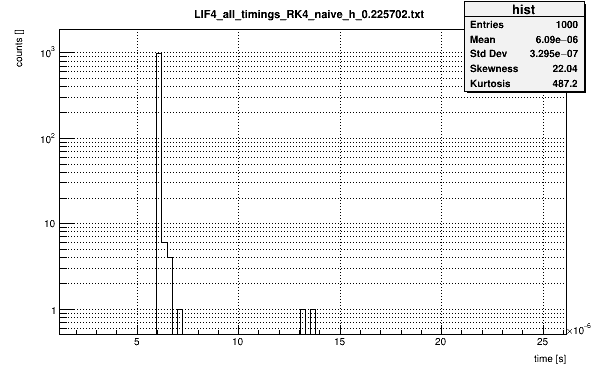 LIF4_all_timings_RK4_naive_h_0.225702.txt
hist
Entries 1000
Mean 6.09e−06
Std Dev 3.295e−07
Skewness 22.04
Kurtosis 487.2
counts []
10³
10²
10
1
5 10 15 20 25
×10⁻⁶
time [s]